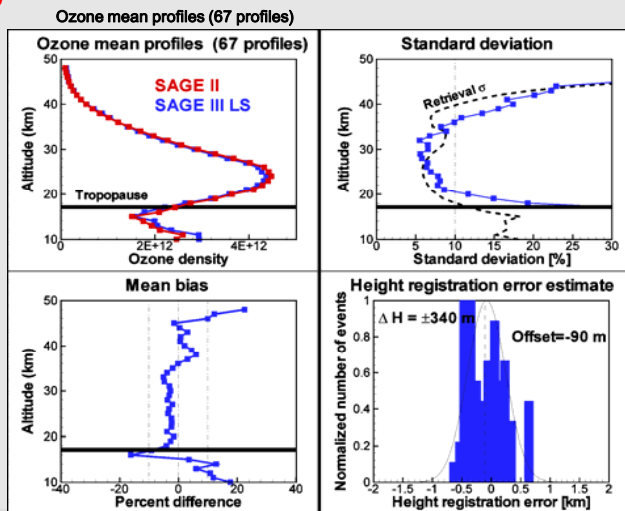 Ozone mean profiles (67 profiles)
Ozone mean profiles (67 profiles)
50
40
30
20
10
Altitude (km)
SAGE II
SAGE III LS
Tropopause
0
2E+12
4E+12
Ozone density
Standard deviation
50
40
30
20
10
Altitude (km)
Retrieval σ
0
5
10
15
20
25
30
Standard deviation [%]
Mean bias
50
40
30
20
10
Altitude (km)
-40
-20
0
20
40
Percent difference
Height registration error estimate
1
0.8
0.6
0.4
0.2
0
Normalized number of events
Δ H = ±340 m
Offset=-90 m
-2
-1.5
-1
-0.5
0
0.5
1
1.5
2
Height registration error [km]